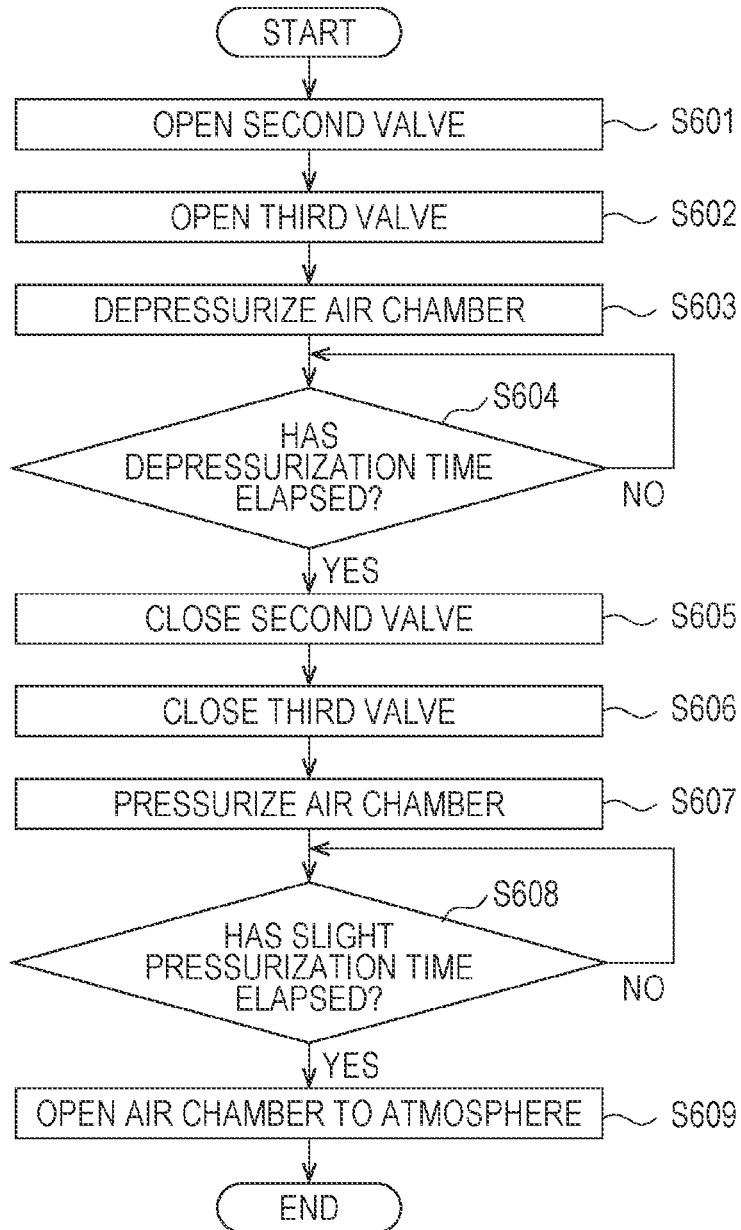 START
OPEN SECOND VALVE
S601
OPEN THIRD VALVE
S602
DEPRESSURIZE AIR CHAMBER
S603
S604
HAS
DEPRESSURIZATION TIME
ELAPSED?
NO
YES
CLOSE SECOND VALVE
S605
CLOSE THIRD VALVE
S606
PRESSURIZE AIR CHAMBER
S607
S608
HAS SLIGHT
PRESSURIZATION TIME
ELAPSED?
NO
YES
OPEN AIR CHAMBER TO ATMOSPHERE
S609
END